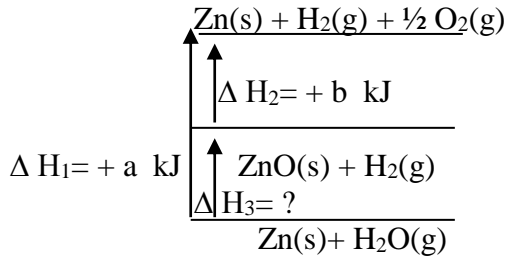 Zn(s) + H₂(g) + ½ O₂(g)
Δ H₂= + b kJ
Δ H₁= + a kJ
ZnO(s) + H₂(g)
Δ H₃= ?
Zn(s)+ H₂O(g)